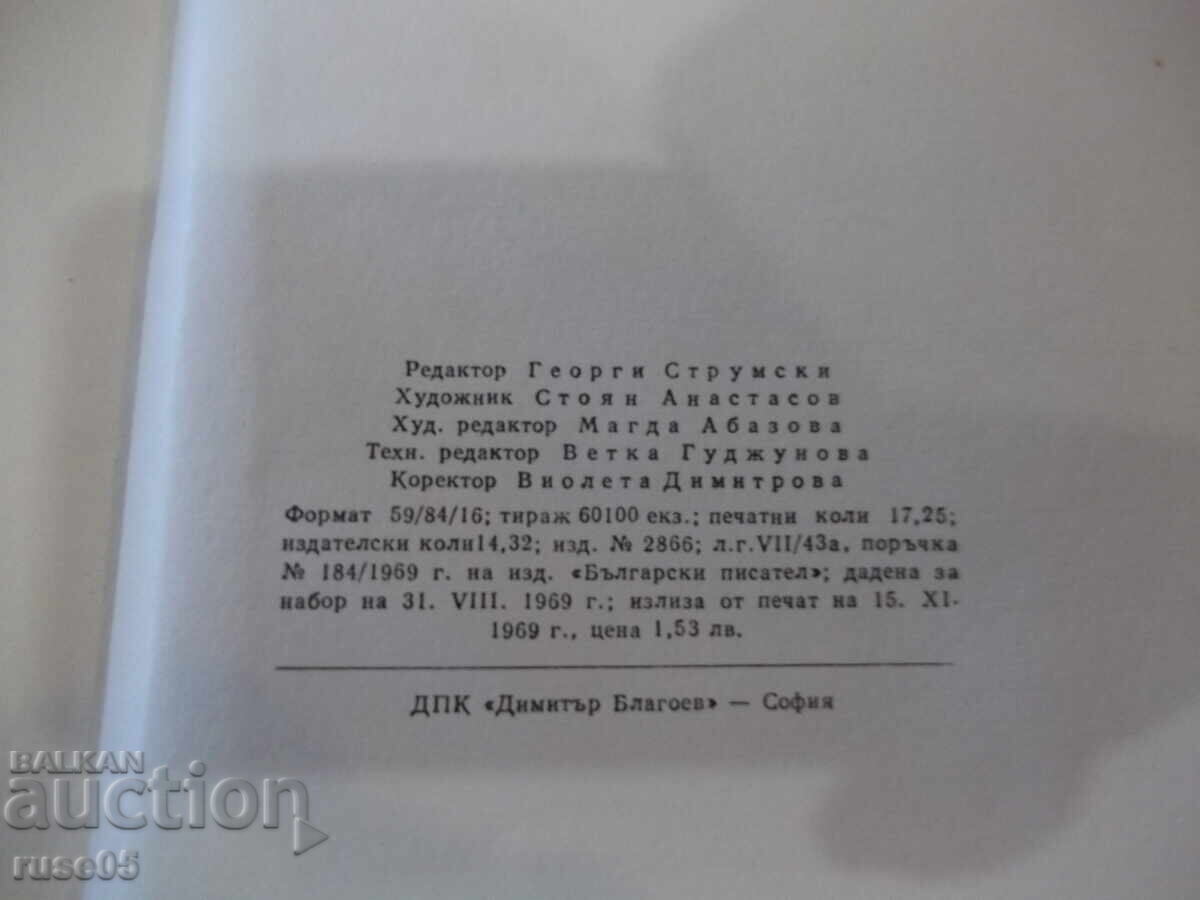 Редактор Георги Струмски
Художник Стоян Анастасов
Худ. редактор Магда Абазова
Техн. редактор Ветка Гуджунова
Коректор Виолета Димитрова
Формат 59/84/16; тираж 60100 екз.; печатни коли 17,25;
издателски коли14,32; изд. № 2866; л.г.VII/43а, поръчка
№ 184/1969 г. на изд. «Български писател»; дадена за
набор на 31. VIII. 1969 г.; излиза от печат на 15. XI-
1969 г., цена 1,53 лв.
ДПК «Димитър Благоев» — София
BALKAN
auction
ruse05